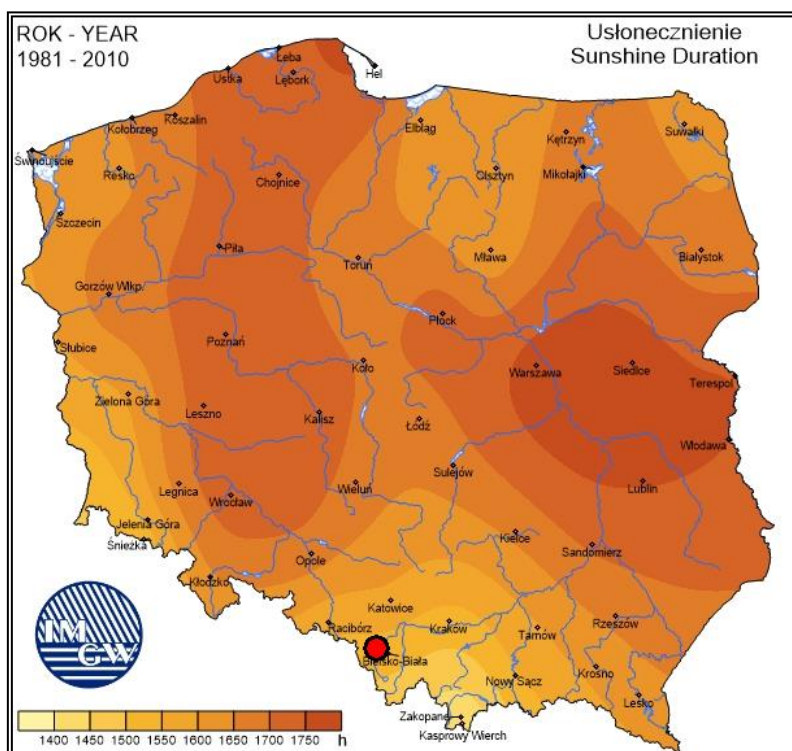 ROK - YEAR
1981 - 2010
Usłonecznienie
Sunshine Duration
Łeba
Hel
Ustka
Lębork
Koszalin
Kołobrzeg
Elbląg
Kętrzyn
Suwałki
Świnoujście
Resko
Chojnice
Olsztyn
Mikołajki
Szczecin
Piła
Toruń
Mława
Białystok
Gorzów Wlkp.
Płock
Słubice
Poznań
Koło
Warszawa
Siedlce
Terespol
Zielona Góra
Leszno
Kalisz
Łódź
Włodawa
Sulejów
Legnica
Wrocław
Wieluń
Lublin
Jelenia Góra
Śnieżka
Kielce
Opole
Sandomierz
Kłodzko
Katowice
Racibórz
Kraków
Tarnów
Rzeszów
Bielsko-Biała
Nowy Sącz
Krosno
Lesko
Zakopane
Kasprowy Wierch
IM
GW
1400 1450 1500 1550 1600 1650 1700 1750 h